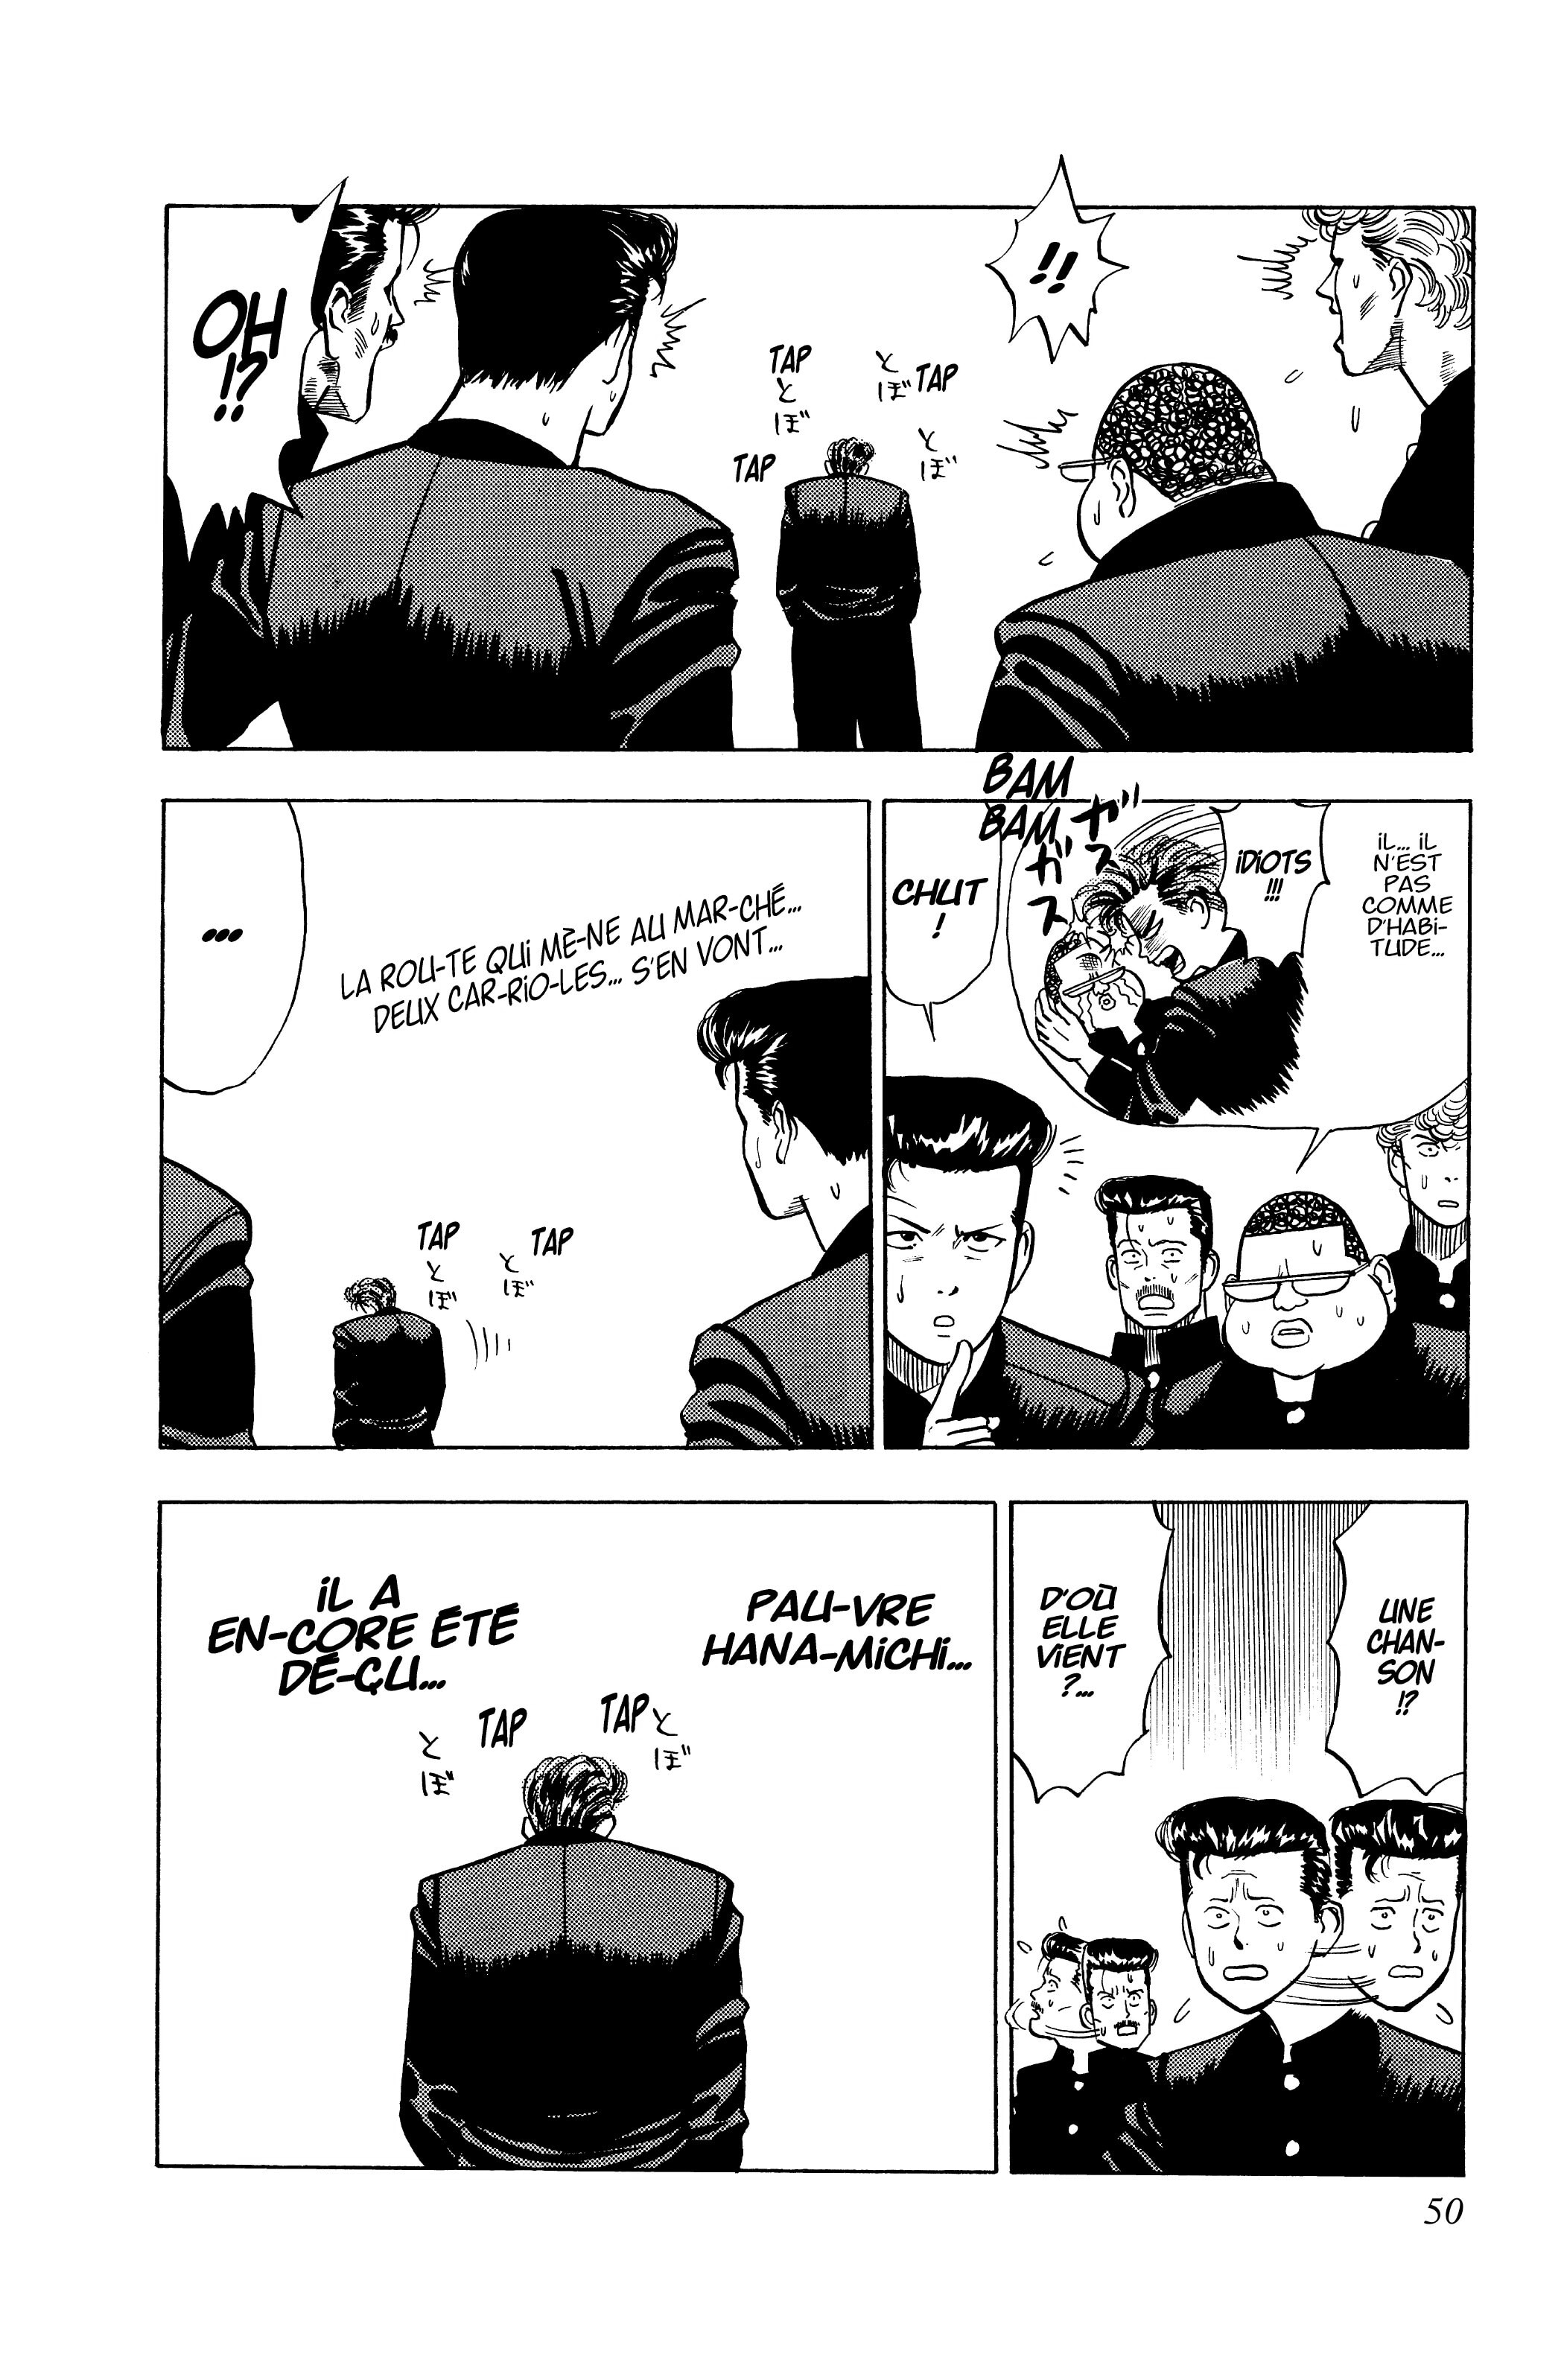 !!
OH
!?
TAP
とぼ
TAP
とぼ
TAP
とぼ
IL... IL
N'EST
PAS
COMME
D'HABI-
TUDE...
IDIOTS
!!!
BAM
BAM
ガス
ガス
CHUT
!
LA ROU-TE QUI MÈ-NE AU MAR-CHÉ...
DEUX CAR-RIO-LES... S'EN VONT...
...
TAP
とぼ
TAP
とぼ
UNE
CHAN-
SON
!?
D'OÙ
ELLE
VIENT
?...
PAU-VRE
HANA-MICHI...
IL A
EN-CORE ÉTÉ
DÉ-ÇU...
TAP
とぼ
TAP
とぼ
50